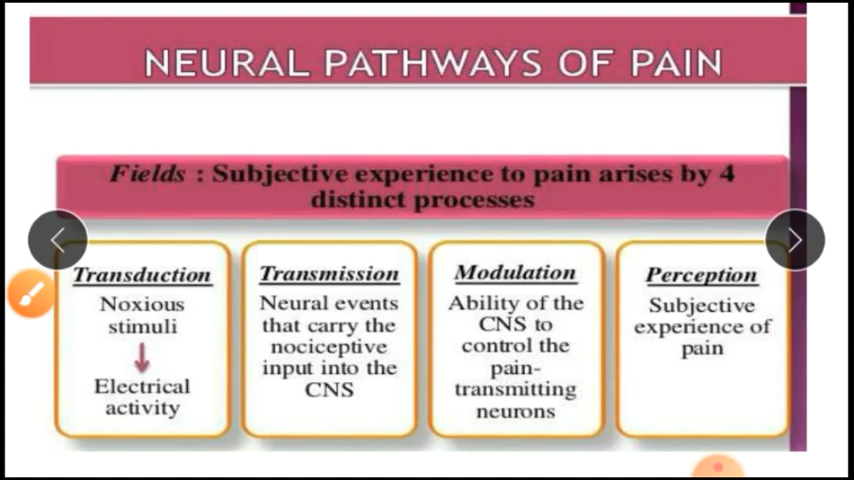 NEURAL PATHWAYS OF PAIN
Fields : Subjective experience to pain arises by 4
distinct processes
Transduction
Noxious
stimuli
Electrical
activity
Transmission
Neural events
that carry the
nociceptive
input into the
CNS
Modulation
Ability of the
CNS to
control the
pain-
transmitting
neurons
Perception
Subjective
experience of
pain